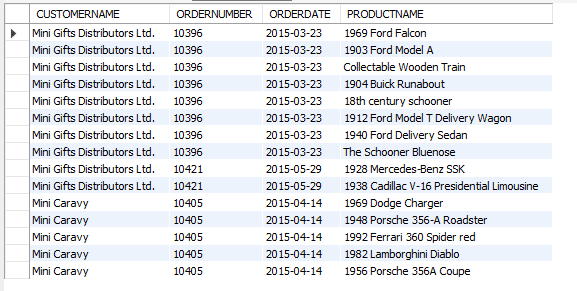 CUSTOMERNAME ORDERNUMBER ORDERDATE PRODUCTNAME
Mini Gifts Distributors Ltd. 10396 2015-03-23 1969 Ford Falcon
Mini Gifts Distributors Ltd. 10396 2015-03-23 1903 Ford Model A
Mini Gifts Distributors Ltd. 10396 2015-03-23 Collectable Wooden Train
Mini Gifts Distributors Ltd. 10396 2015-03-23 1904 Buick Runabout
Mini Gifts Distributors Ltd. 10396 2015-03-23 18th century schooner
Mini Gifts Distributors Ltd. 10396 2015-03-23 1912 Ford Model T Delivery Wagon
Mini Gifts Distributors Ltd. 10396 2015-03-23 1940 Ford Delivery Sedan
Mini Gifts Distributors Ltd. 10396 2015-03-23 The Schooner Bluenose
Mini Gifts Distributors Ltd. 10421 2015-05-29 1928 Mercedes-Benz SSK
Mini Gifts Distributors Ltd. 10421 2015-05-29 1938 Cadillac V-16 Presidential Limousine
Mini Caravy 10405 2015-04-14 1969 Dodge Charger
Mini Caravy 10405 2015-04-14 1948 Porsche 356-A Roadster
Mini Caravy 10405 2015-04-14 1992 Ferrari 360 Spider red
Mini Caravy 10405 2015-04-14 1982 Lamborghini Diablo
Mini Caravy 10405 2015-04-14 1956 Porsche 356A Coupe